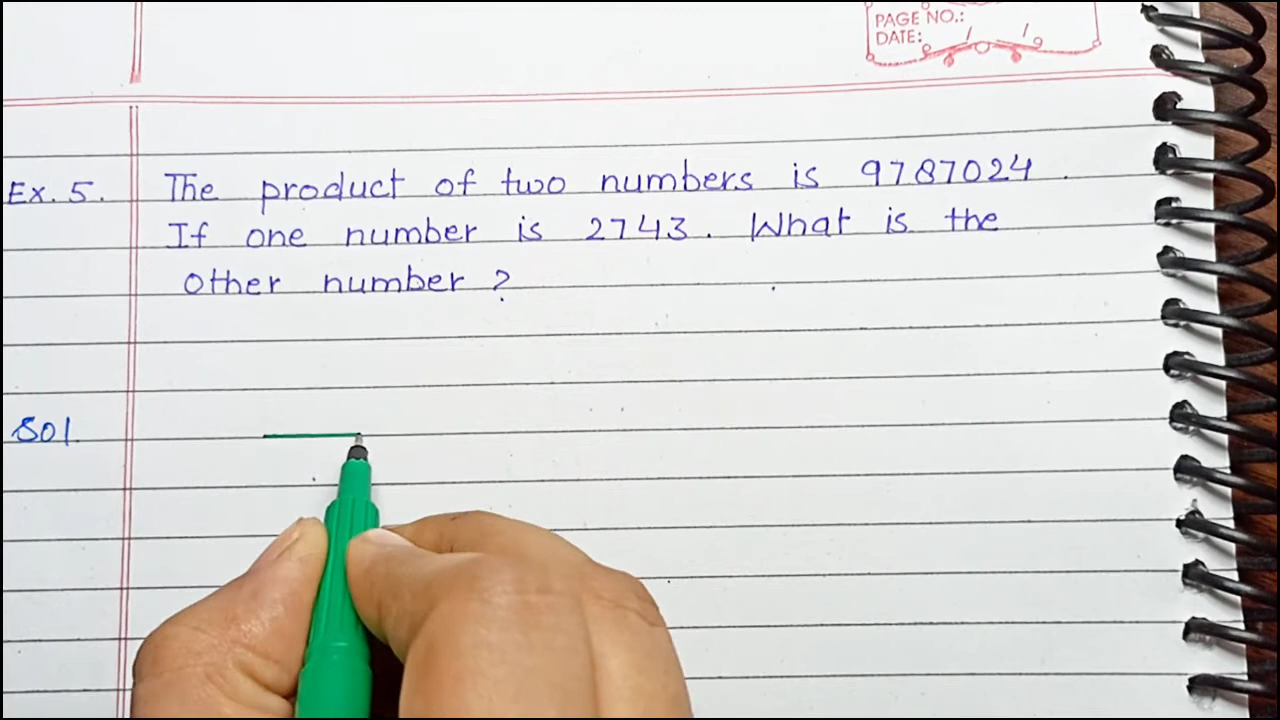 PAGE NO.:
DATE: / /
Ex. 5. The product of two numbers is 9787024.
If one number is 2743. What is the
other number?
Sol.